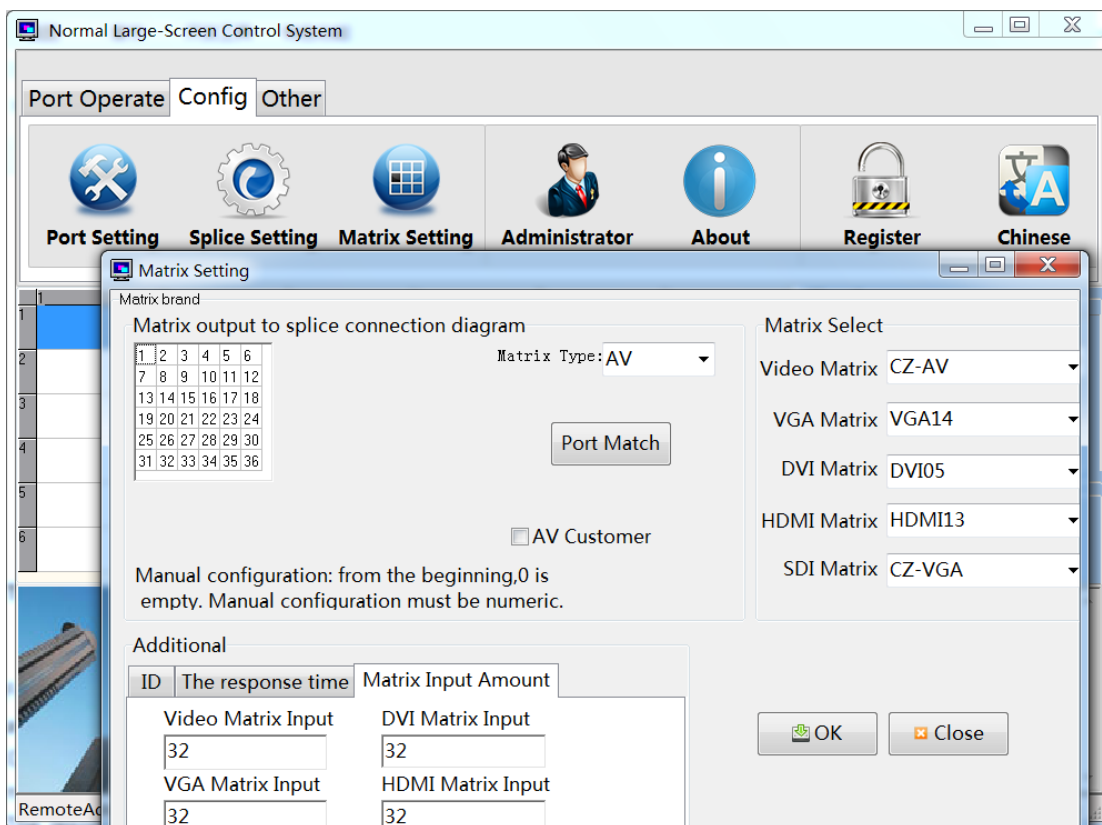 Normal Large-Screen Control System
Port Operate Config Other
Port Setting Splice Setting Matrix Setting Administrator About Register Chinese
文 A
Matrix Setting
Matrix brand
Matrix output to splice connection diagram
Matrix Type: AV
1 2 3 4 5 6
7 8 9 10 11 12
13 14 15 16 17 18
19 20 21 22 23 24
25 26 27 28 29 30
31 32 33 34 35 36
Port Match
AV Customer
Manual configuration: from the beginning,0 is
empty. Manual configuration must be numeric.
Matrix Select
Video Matrix CZ-AV
VGA Matrix VGA14
DVI Matrix DVI05
HDMI Matrix HDMI13
SDI Matrix CZ-VGA
1
1
2
3
4
5
6
Additional
ID The response time Matrix Input Amount
Video Matrix Input DVI Matrix Input
32 32
VGA Matrix Input HDMI Matrix Input
32 32
OK Close